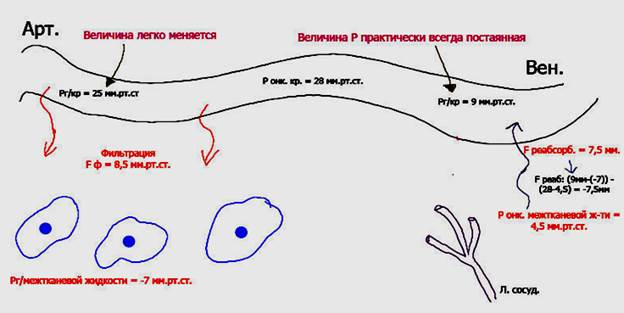 Арт.
Величина легко меняется
Величина Р практически всегда постаянная
Вен.
Рг/кр = 25 мм.рт.ст
Р онк. кр. = 28 мм.рт.ст.
Рг/кр = 9 мм.рт.ст.
Фильтрация
F ф = 8,5 мм.рт.ст.
F реабсорб. = 7,5 мм.
F реаб: (9мм-(-7)) -
(28-4,5) = -7,5мм
Р онк. межтканевой ж-ти =
4,5 мм.рт.ст.
Рг/межтканевой жидкости = -7 мм.рт.ст.
Л. сосуд.